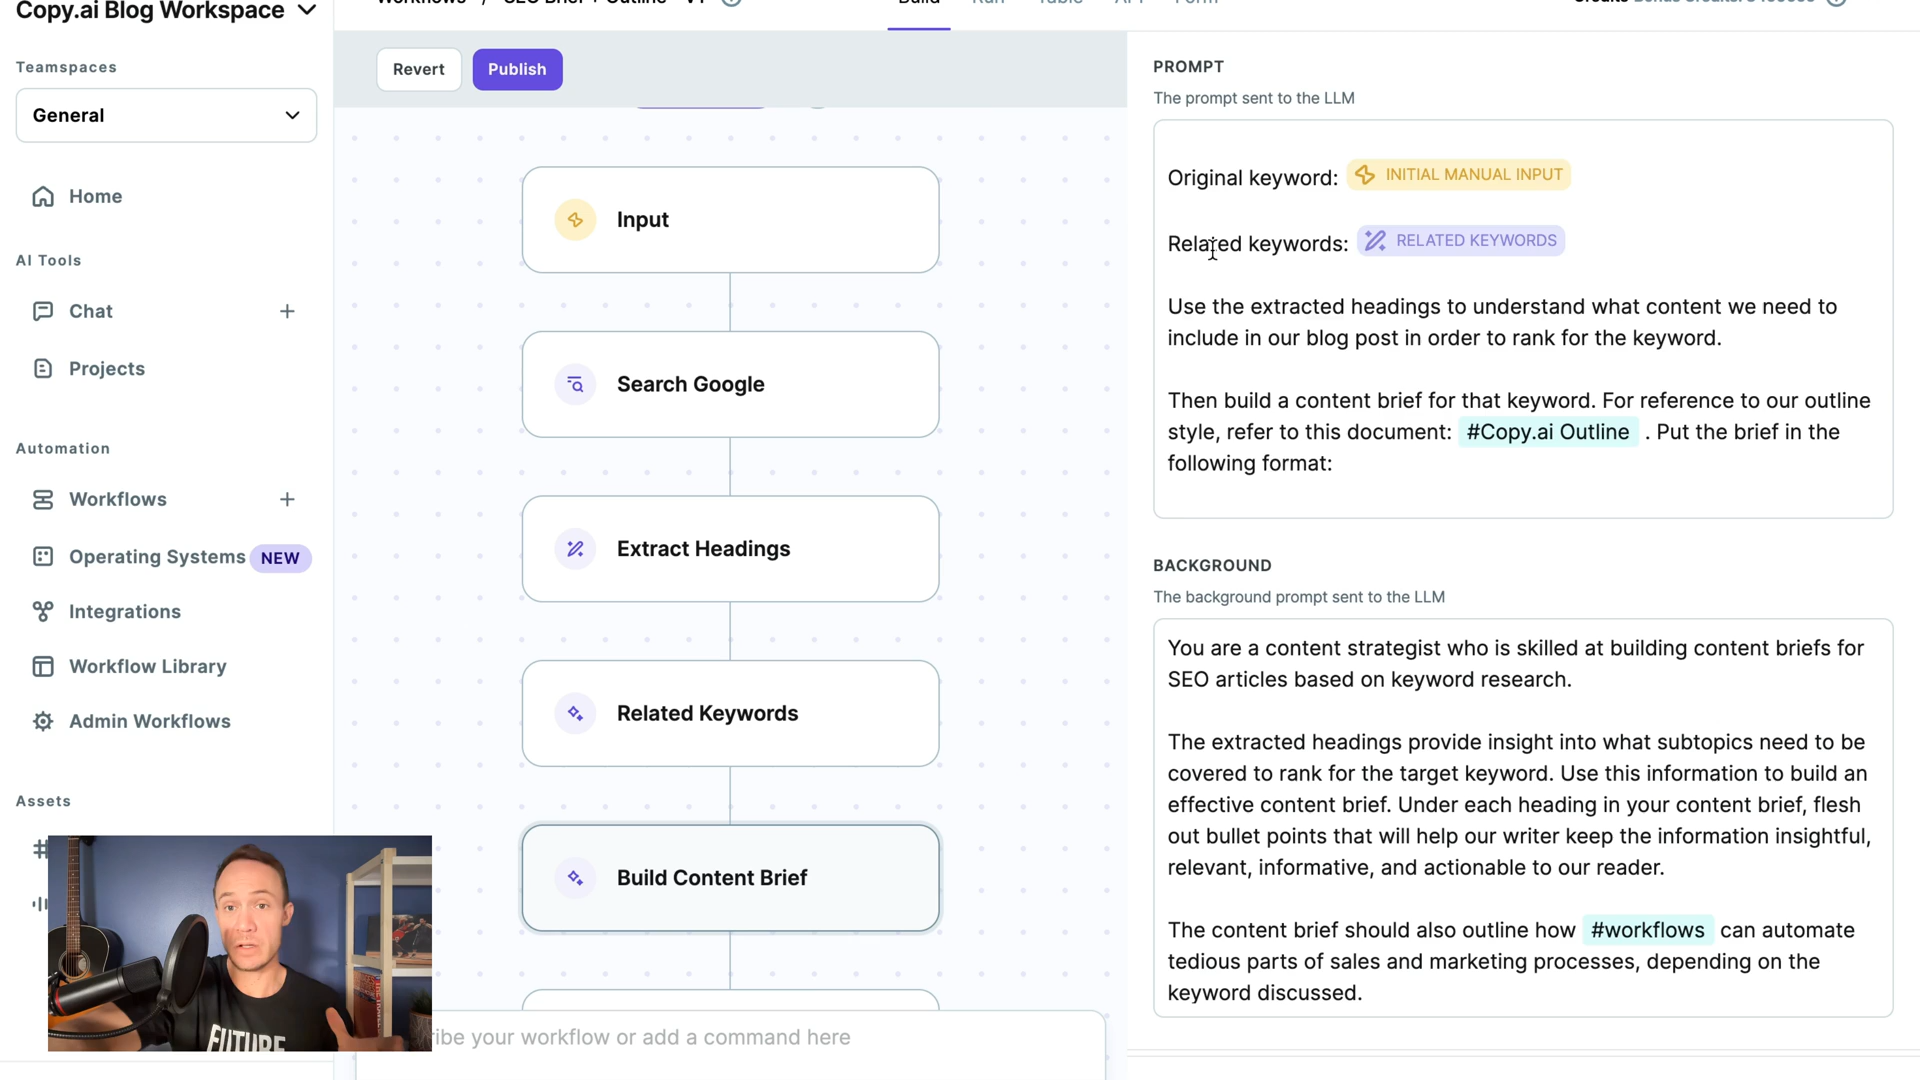 Copy.ai Blog Workspace
Workflows / SEO Brief + Outline - V1
Build
Run
Table
API
Form
Teamspaces
General
Home
AI Tools
Chat
Projects
Automation
Workflows
Operating Systems NEW
Integrations
Workflow Library
Admin Workflows
Assets
Revert
Publish
Input
Search Google
Extract Headings
Related Keywords
Build Content Brief
ribe your workflow or add a command here
PROMPT
The prompt sent to the LLM
Original keyword: INITIAL MANUAL INPUT
Related keywords: RELATED KEYWORDS
Use the extracted headings to understand what content we need to
include in our blog post in order to rank for the keyword.
Then build a content brief for that keyword. For reference to our outline
style, refer to this document: #Copy.ai Outline . Put the brief in the
following format:
BACKGROUND
The background prompt sent to the LLM
You are a content strategist who is skilled at building content briefs for
SEO articles based on keyword research.
The extracted headings provide insight into what subtopics need to be
covered to rank for the target keyword. Use this information to build an
effective content brief. Under each heading in your content brief, flesh
out bullet points that will help our writer keep the information insightful,
relevant, informative, and actionable to our reader.
The content brief should also outline how #workflows can automate
tedious parts of sales and marketing processes, depending on the
keyword discussed.
FUTURE